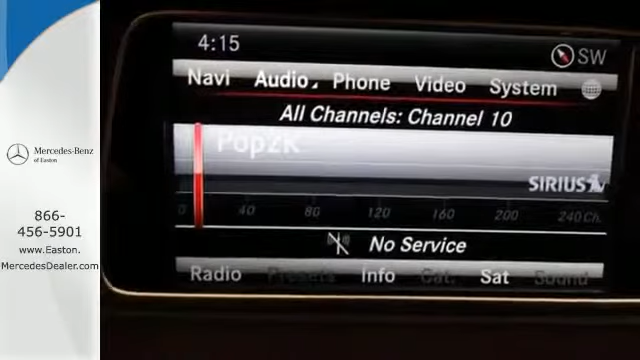 Mercedes-Benz
of Easton
866-
456-5901
www.Easton.
MercedesDealer.com
4:15
SW
Navi Audio Phone Video System
All Channels: Channel 10
Pop2K
SIRIUS
0 40 80 120 160 200 240 Ch.
No Service
Radio Presets Info Cat. Sat Sound